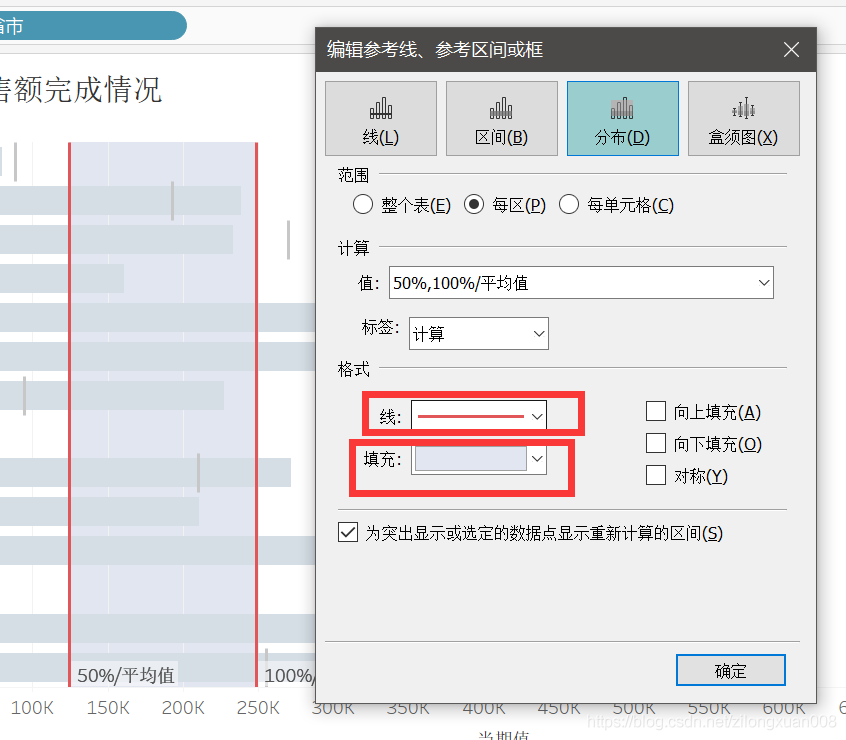 省市
售额完成情况
编辑参考线、参考区间或框
线(L)
区间(B)
分布(D)
盒须图(X)
范围
整个表(E)
每区(P)
每单元格(C)
计算
值:
50%,100%/平均值
标签:
计算
格式
线:
填充:
向上填充(A)
向下填充(O)
对称(Y)
为突出显示或选定的数据点显示重新计算的区间(S)
确定
50%/平均值
100%/
100K
150K
200K
250K
300K
350K
400K
450K
500K
550K
600K
6
当期值
https://blog.csdn.net/zilongxuan008